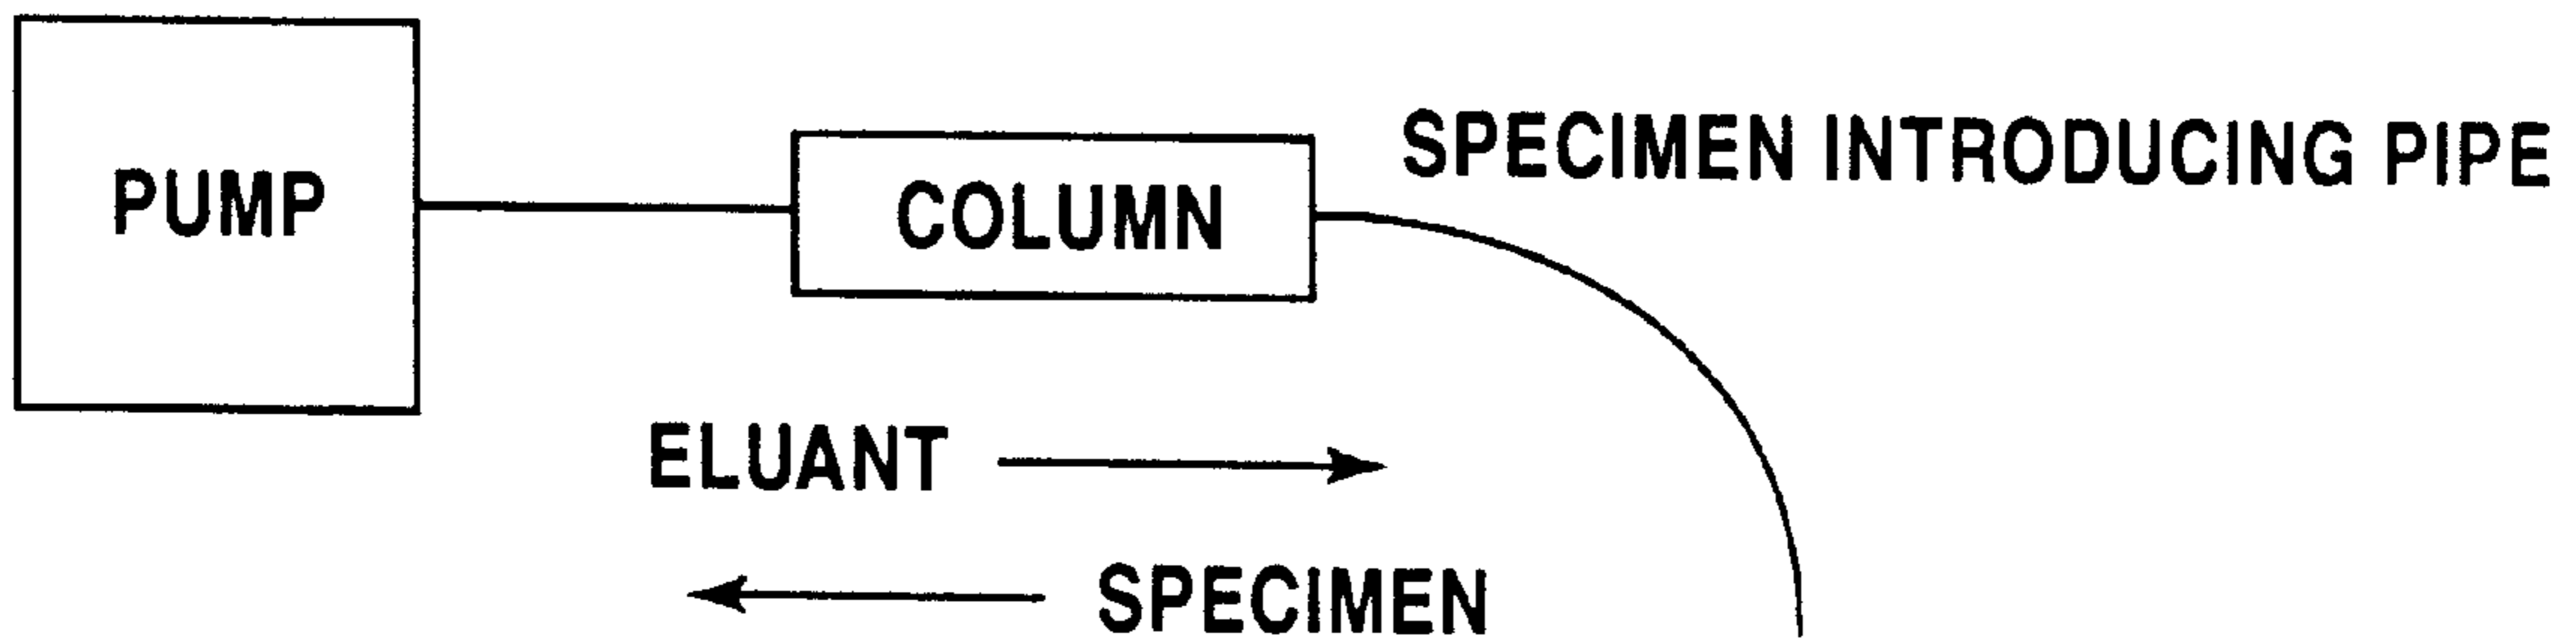 PUMP
COLUMN
SPECIMEN INTRODUCING PIPE
ELUANT
SPECIMEN